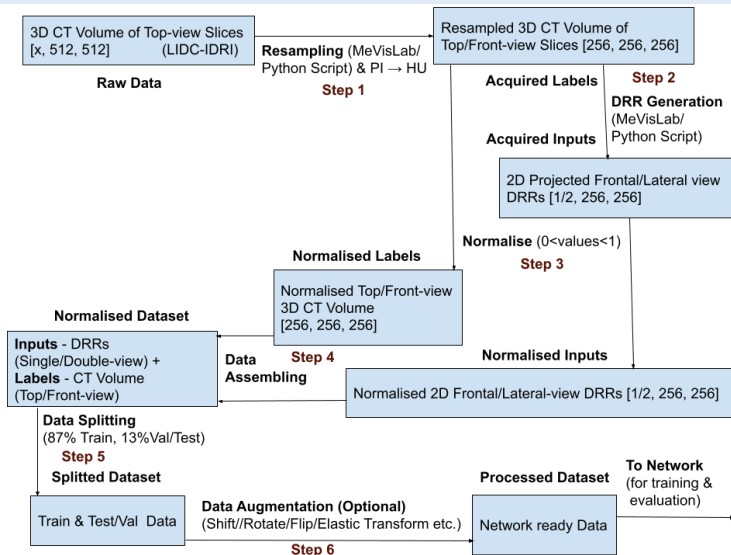 3D CT Volume of Top-view Slices
[x, 512, 512] (LIDC-IDRI)
Raw Data
Resampling (MeVisLab/
Python Script) & PI → HU
Step 1
Resampled 3D CT Volume of
Top/Front-view Slices [256, 256, 256]
Acquired Labels
Step 2
DRR Generation
(MeVisLab/
Python Script)
Acquired Inputs
2D Projected Frontal/Lateral view
DRRs [1/2, 256, 256]
Normalise (0<values<1)
Step 3
Normalised Labels
Normalised Top/Front-view
3D CT Volume
[256, 256, 256]
Normalised Dataset
Inputs - DRRs
(Single/Double-view) +
Labels - CT Volume
(Top/Front-view)
Step 4
Data
Assembling
Normalised Inputs
Normalised 2D Frontal/Lateral-view DRRs [1/2, 256, 256]
Data Splitting
(87% Train, 13%Val/Test)
Step 5
Splitted Dataset
Train & Test/Val Data
Data Augmentation (Optional)
(Shift//Rotate/Flip/Elastic Transform etc.)
Step 6
Processed Dataset
Network ready Data
To Network
(for training &
evaluation)